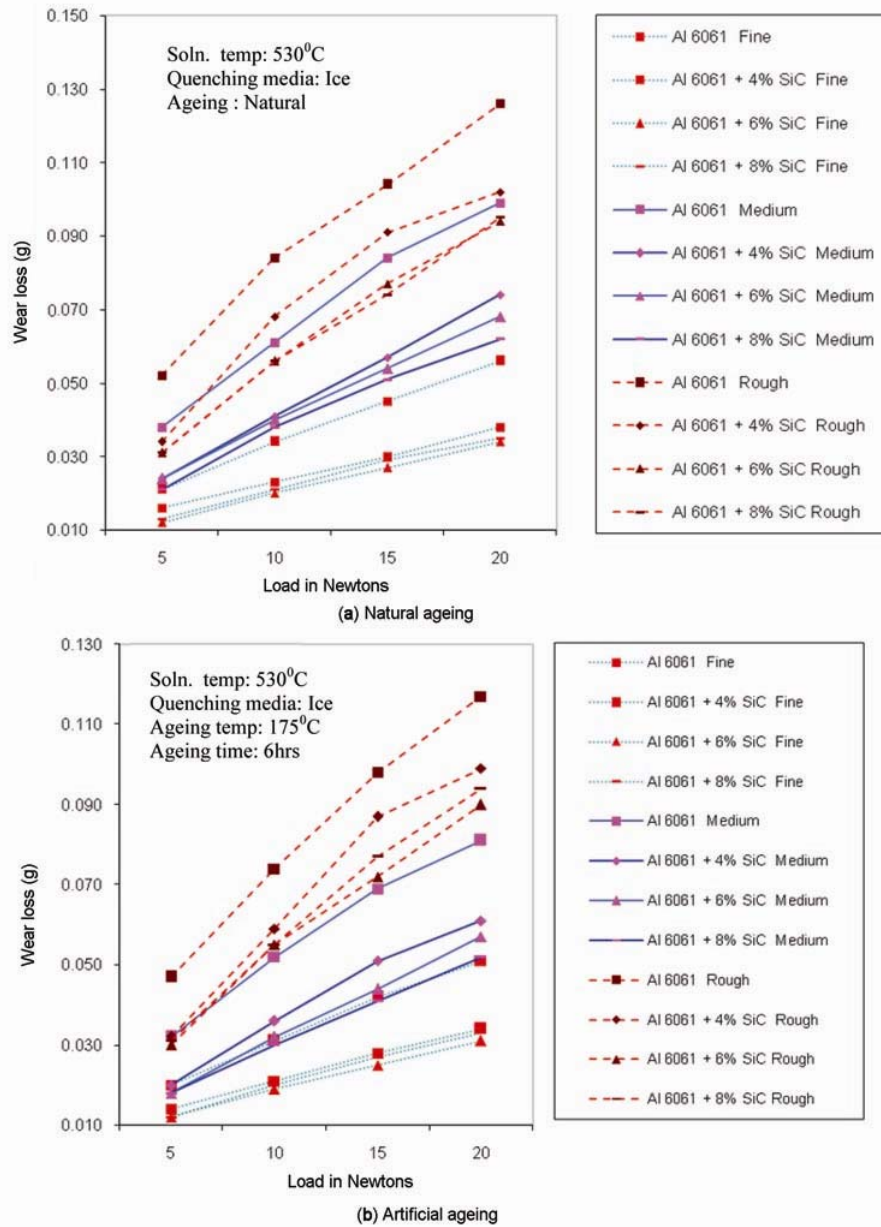 0.150
0.130
0.110
0.090
0.070
0.050
0.030
0.010
Wear loss (g)
Soln. temp: 530⁰C
Quenching media: Ice
Ageing : Natural
5 10 15 20
Load in Newtons
Al 6061 Fine
Al 6061 + 4% SiC Fine
Al 6061 + 6% SiC Fine
Al 6061 + 8% SiC Fine
Al 6061 Medium
Al 6061 + 4% SiC Medium
Al 6061 + 6% SiC Medium
Al 6061 + 8% SiC Medium
Al 6061 Rough
Al 6061 + 4% SiC Rough
Al 6061 + 6% SiC Rough
Al 6061 + 8% SiC Rough
(a) Natural ageing
0.130
0.110
0.090
0.070
0.050
0.030
0.010
Wear loss (g)
Soln. temp: 530⁰C
Quenching media: Ice
Ageing temp: 175⁰C
Ageing time: 6hrs
5 10 15 20
Load in Newtons
Al 6061 Fine
Al 6061 + 4% SiC Fine
Al 6061 + 6% SiC Fine
Al 6061 + 8% SiC Fine
Al 6061 Medium
Al 6061 + 4% SiC Medium
Al 6061 + 6% SiC Medium
Al 6061 + 8% SiC Medium
Al 6061 Rough
Al 6061 + 4% SiC Rough
Al 6061 + 6% SiC Rough
Al 6061 + 8% SiC Rough
(b) Artificial ageing